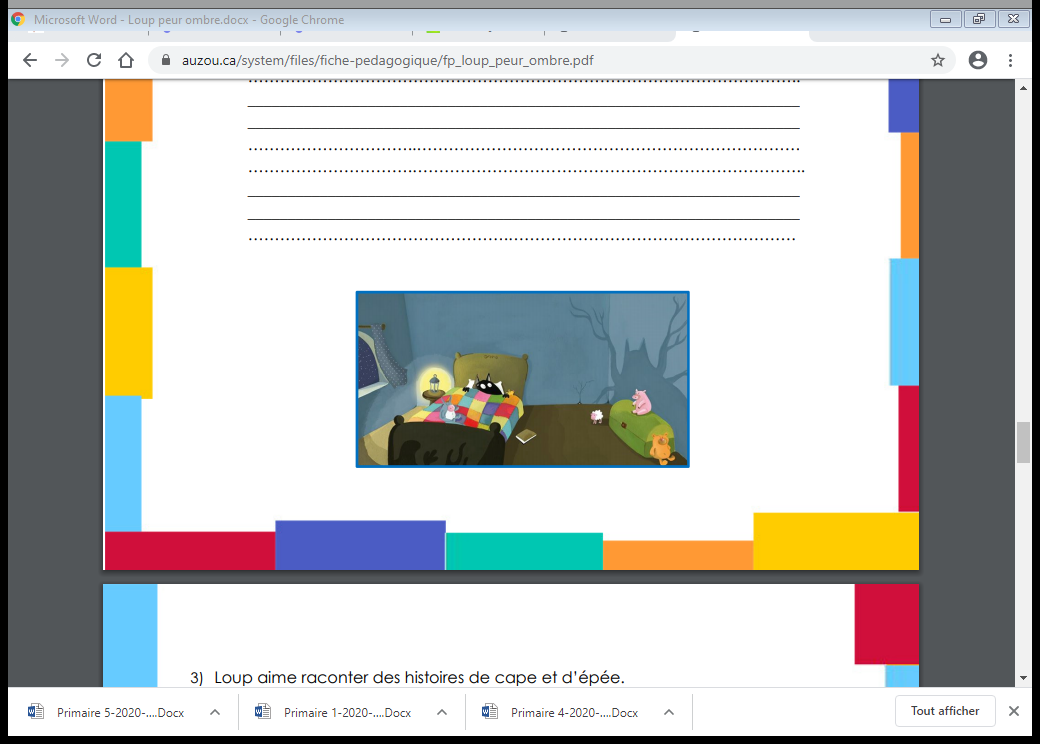 Microsoft Word - Loup peur ombre.docx - Google Chrome
auzou.ca/system/files/fiche-pedagogique/fp_loup_peur_ombre.pdf
3) Loup aime raconter des histoires de cape et d'épée.
Primaire 5-2020-....Docx
Primaire 1-2020-....Docx
Primaire 4-2020-....Docx
Tout afficher